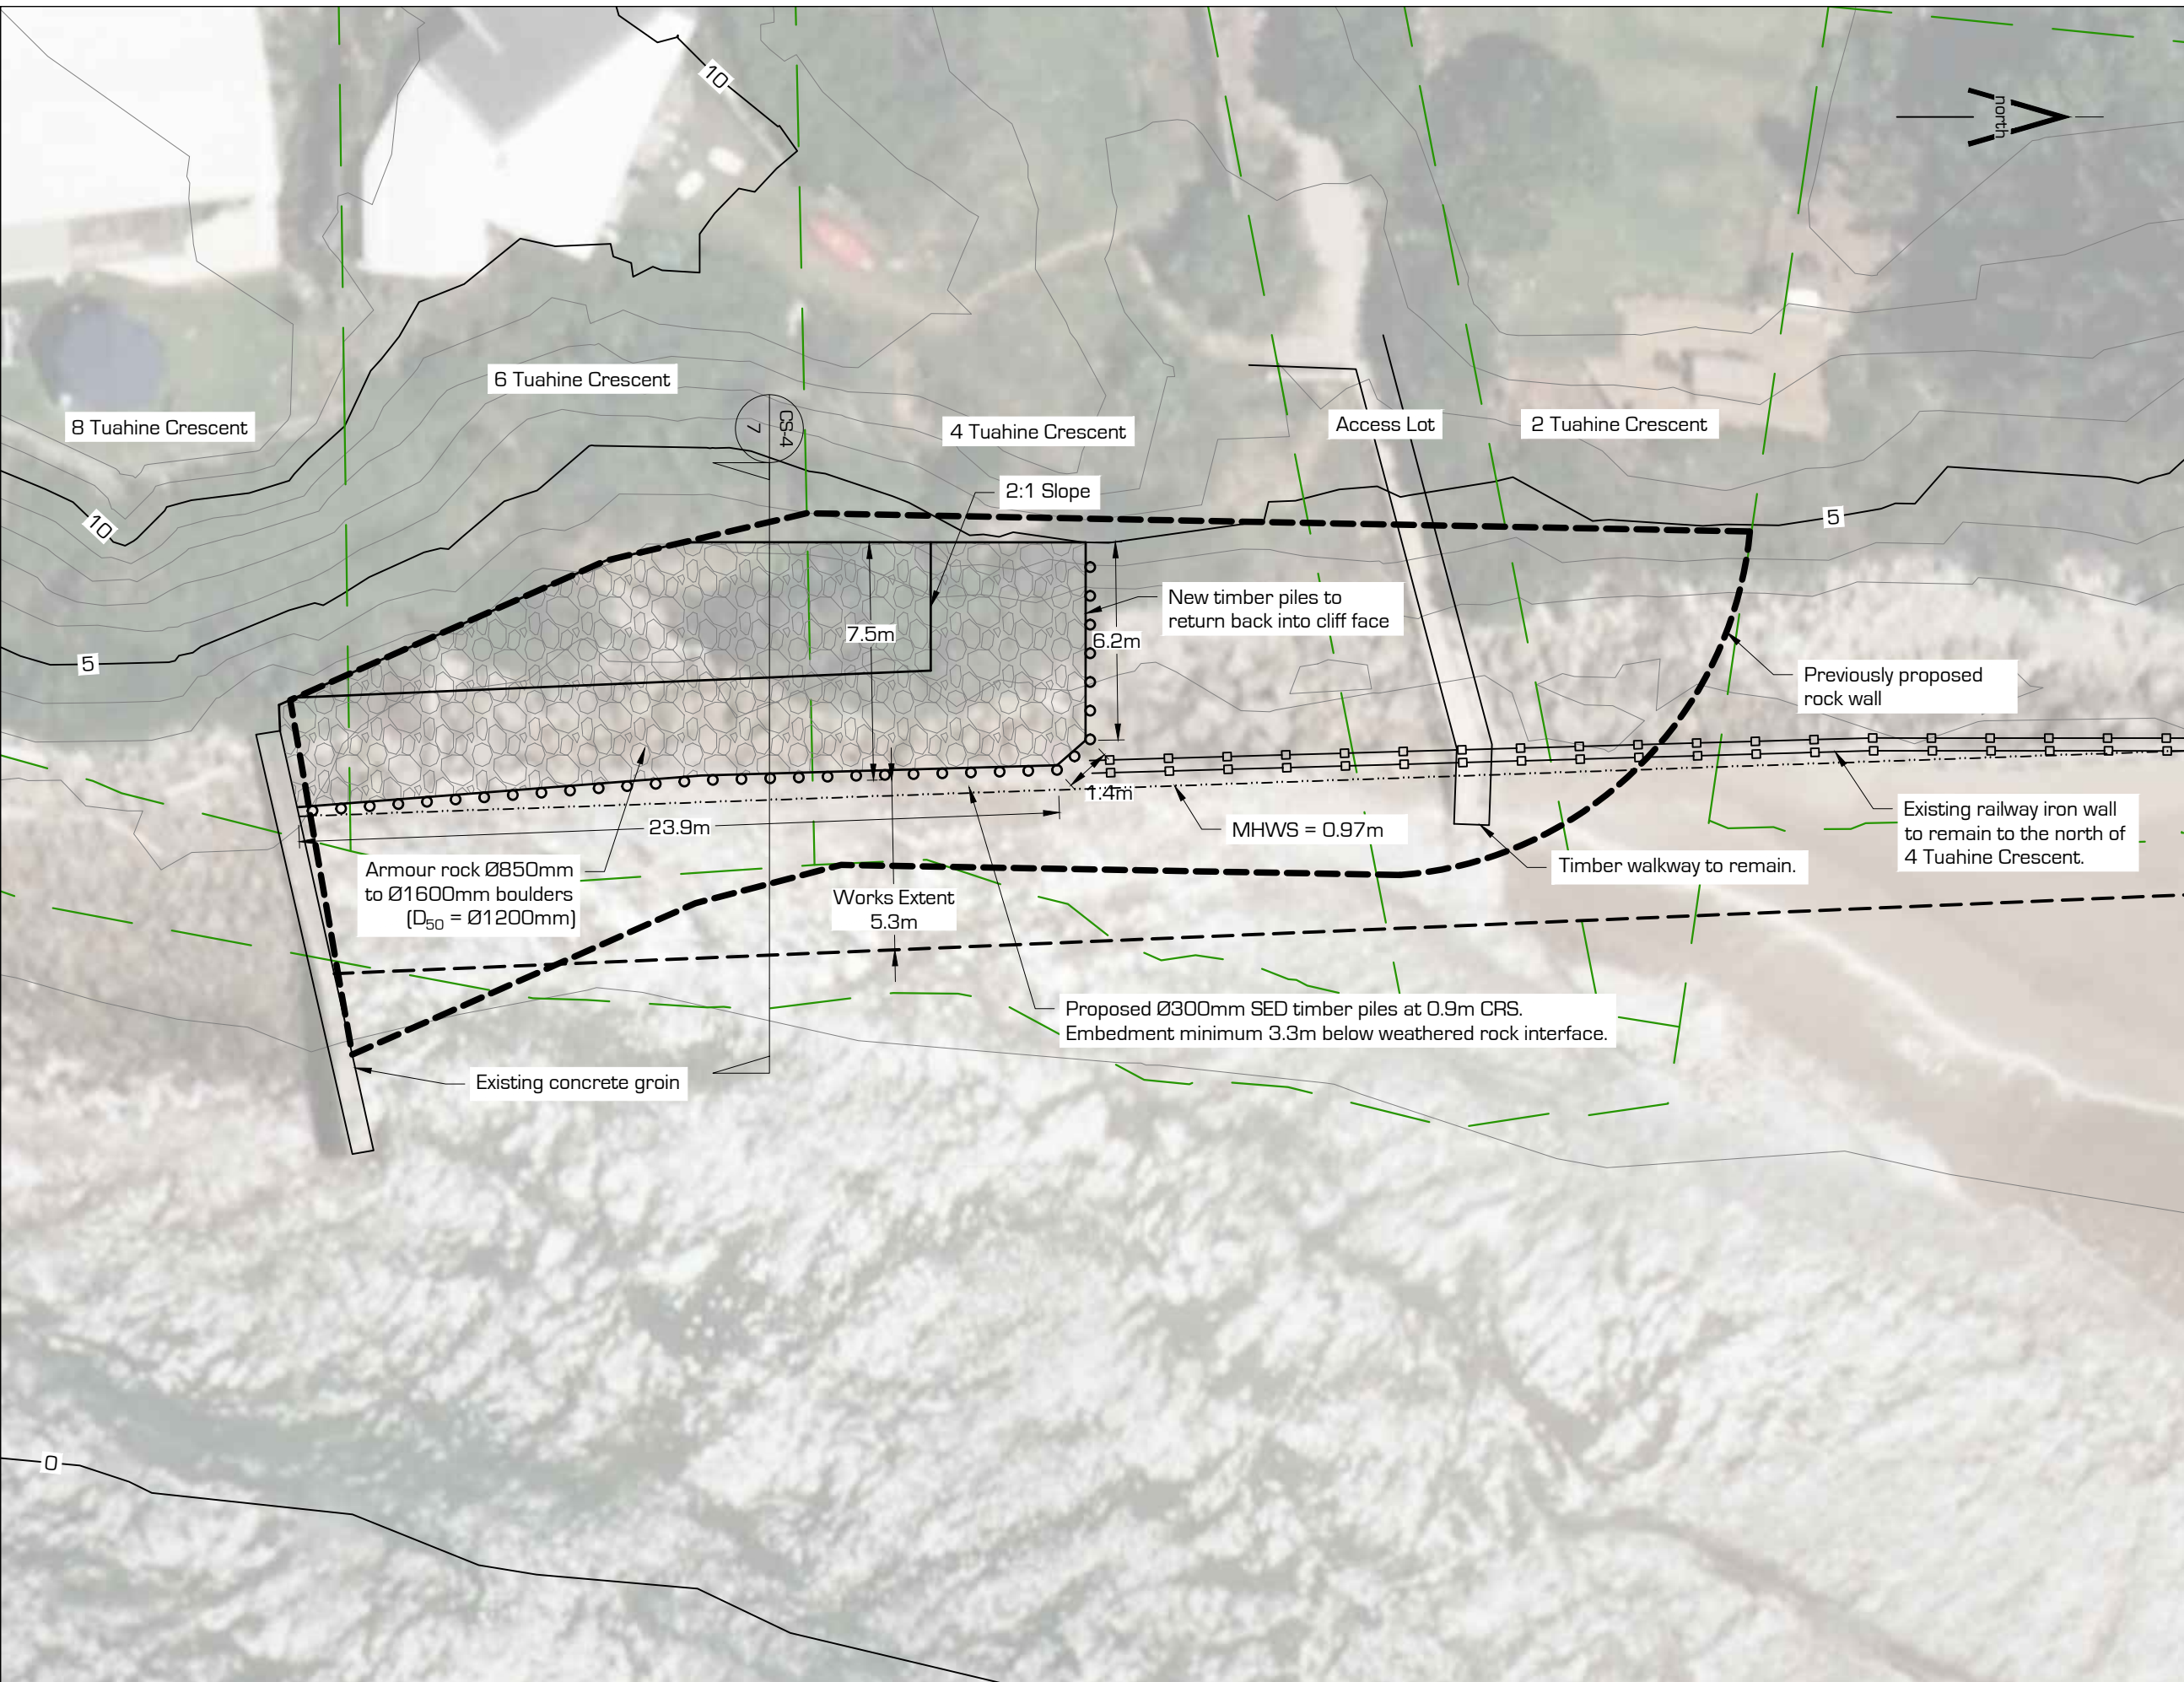 10
north
6 Tuahine Crescent
8 Tuahine Crescent
CS-4
7
4 Tuahine Crescent
Access Lot
2 Tuahine Crescent
2:1 Slope
10
5
New timber piles to
return back into cliff face
7.5m
6.2m
5
Previously proposed
rock wall
1.4m
23.9m
MHWS = 0.97m
Existing railway iron wall
to remain to the north of
4 Tuahine Crescent.
Timber walkway to remain.
Armour rock Ø850mm
to Ø1600mm boulders
(D50 = Ø1200mm)
Works Extent
5.3m
Proposed Ø300mm SED timber piles at 0.9m CRS.
Embedment minimum 3.3m below weathered rock interface.
Existing concrete groin
0